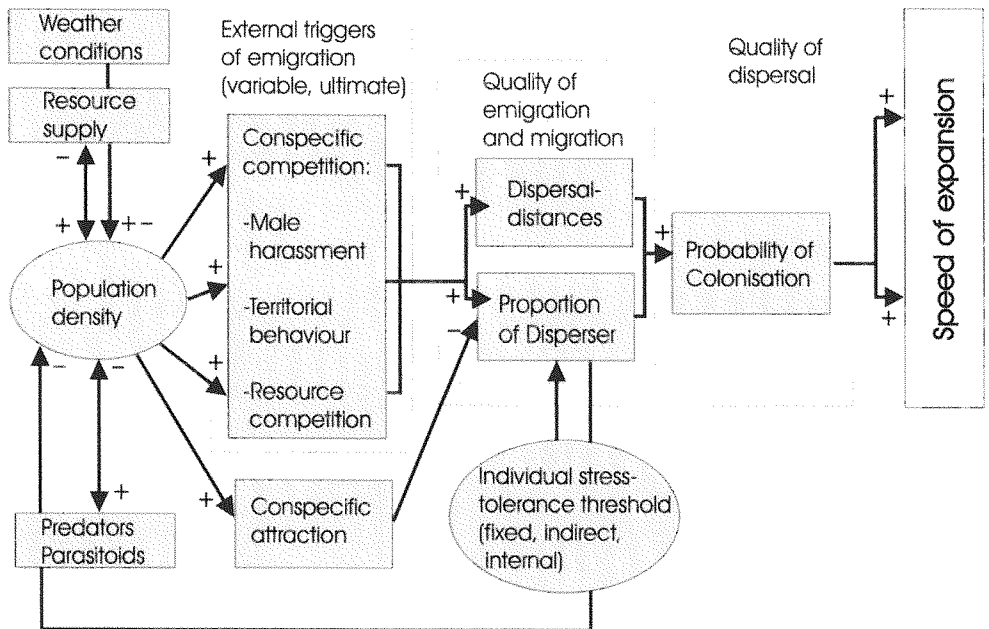 Weather
conditions
Resource
supply
−
+
+ −
Population
density
−
−
+
Predators
Parasitoids
External triggers
of emigration
(variable, ultimate)
+
+
+
+
Conspecific
competition:
-Male
harassment
-Territorial
behaviour
-Resource
competition
Conspecific
attraction
Quality of
emigration
and migration
+
+
−
Dispersal-
distances
Proportion
of Disperser
Individual stress-
tolerance threshold
(fixed, indirect,
internal)
+
Probability of
Colonisation
Quality of
dispersal
+
+
Speed of expansion